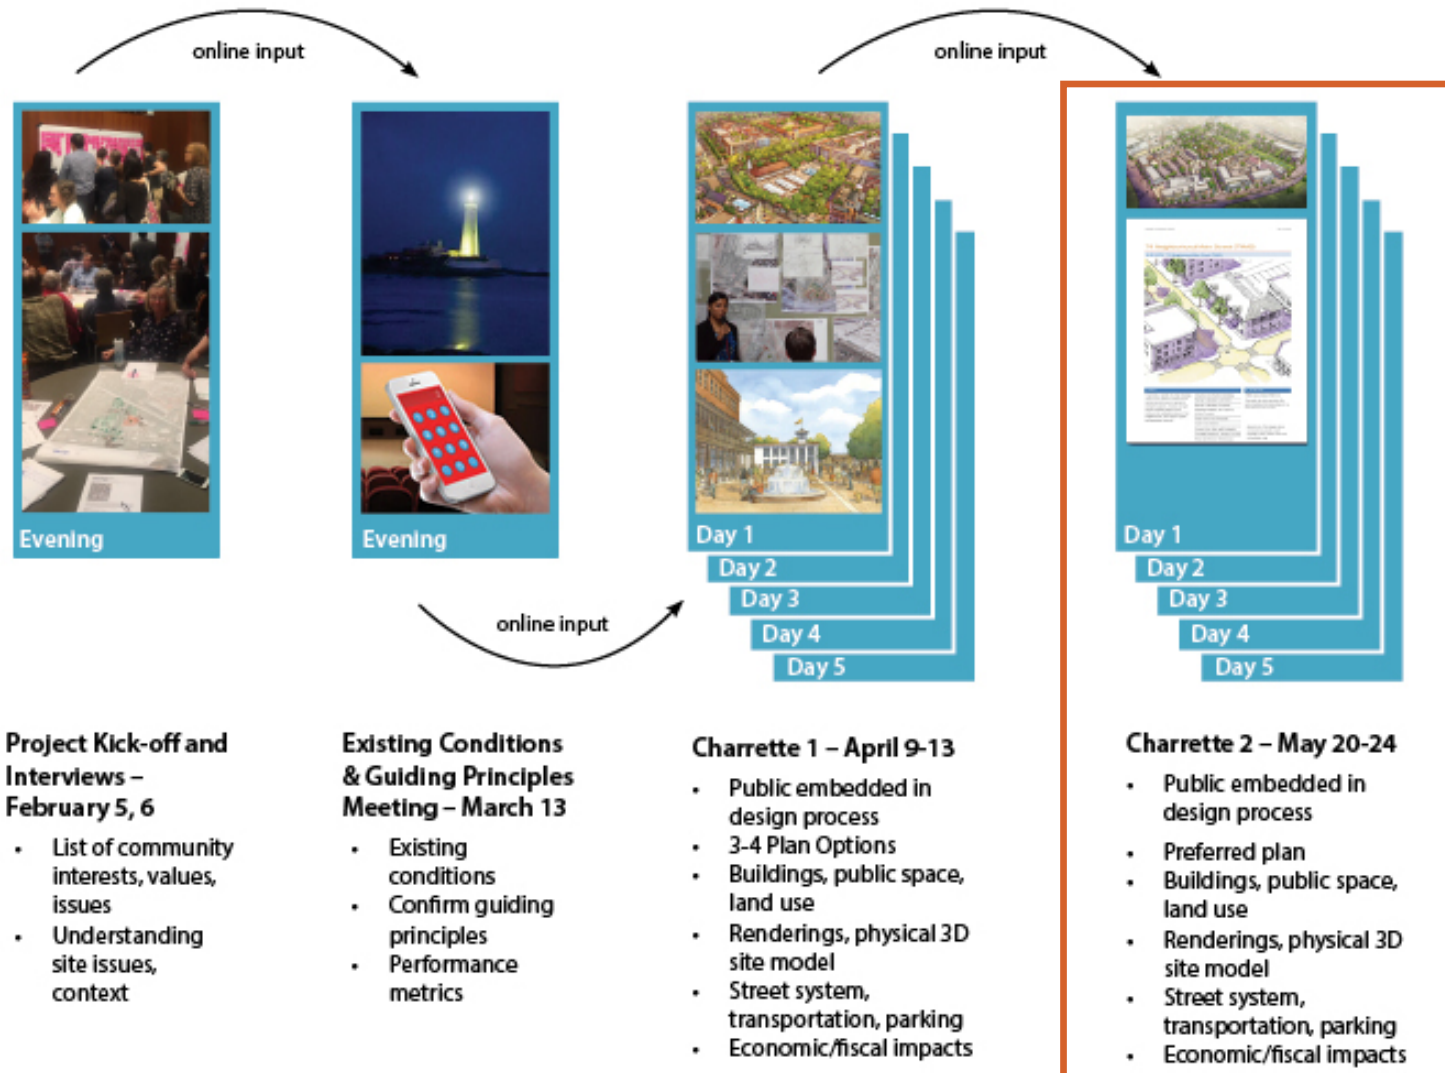 online input
online input
Evening
Evening
Day 1
Day 2
Day 3
Day 4
Day 5
Day 1
Day 2
Day 3
Day 4
Day 5
online input
Project Kick-off and
Interviews –
February 5, 6
• List of community
interests, values,
issues
• Understanding
site issues,
context
Existing Conditions
& Guiding Principles
Meeting – March 13
• Existing
conditions
• Confirm guiding
principles
• Performance
metrics
Charrette 1 – April 9-13
• Public embedded in
design process
• 3-4 Plan Options
• Buildings, public space,
land use
• Renderings, physical 3D
site model
• Street system,
transportation, parking
• Economic/fiscal impacts
Charrette 2 – May 20-24
• Public embedded in
design process
• Preferred plan
• Buildings, public space,
land use
• Renderings, physical 3D
site model
• Street system,
transportation, parking
• Economic/fiscal impacts